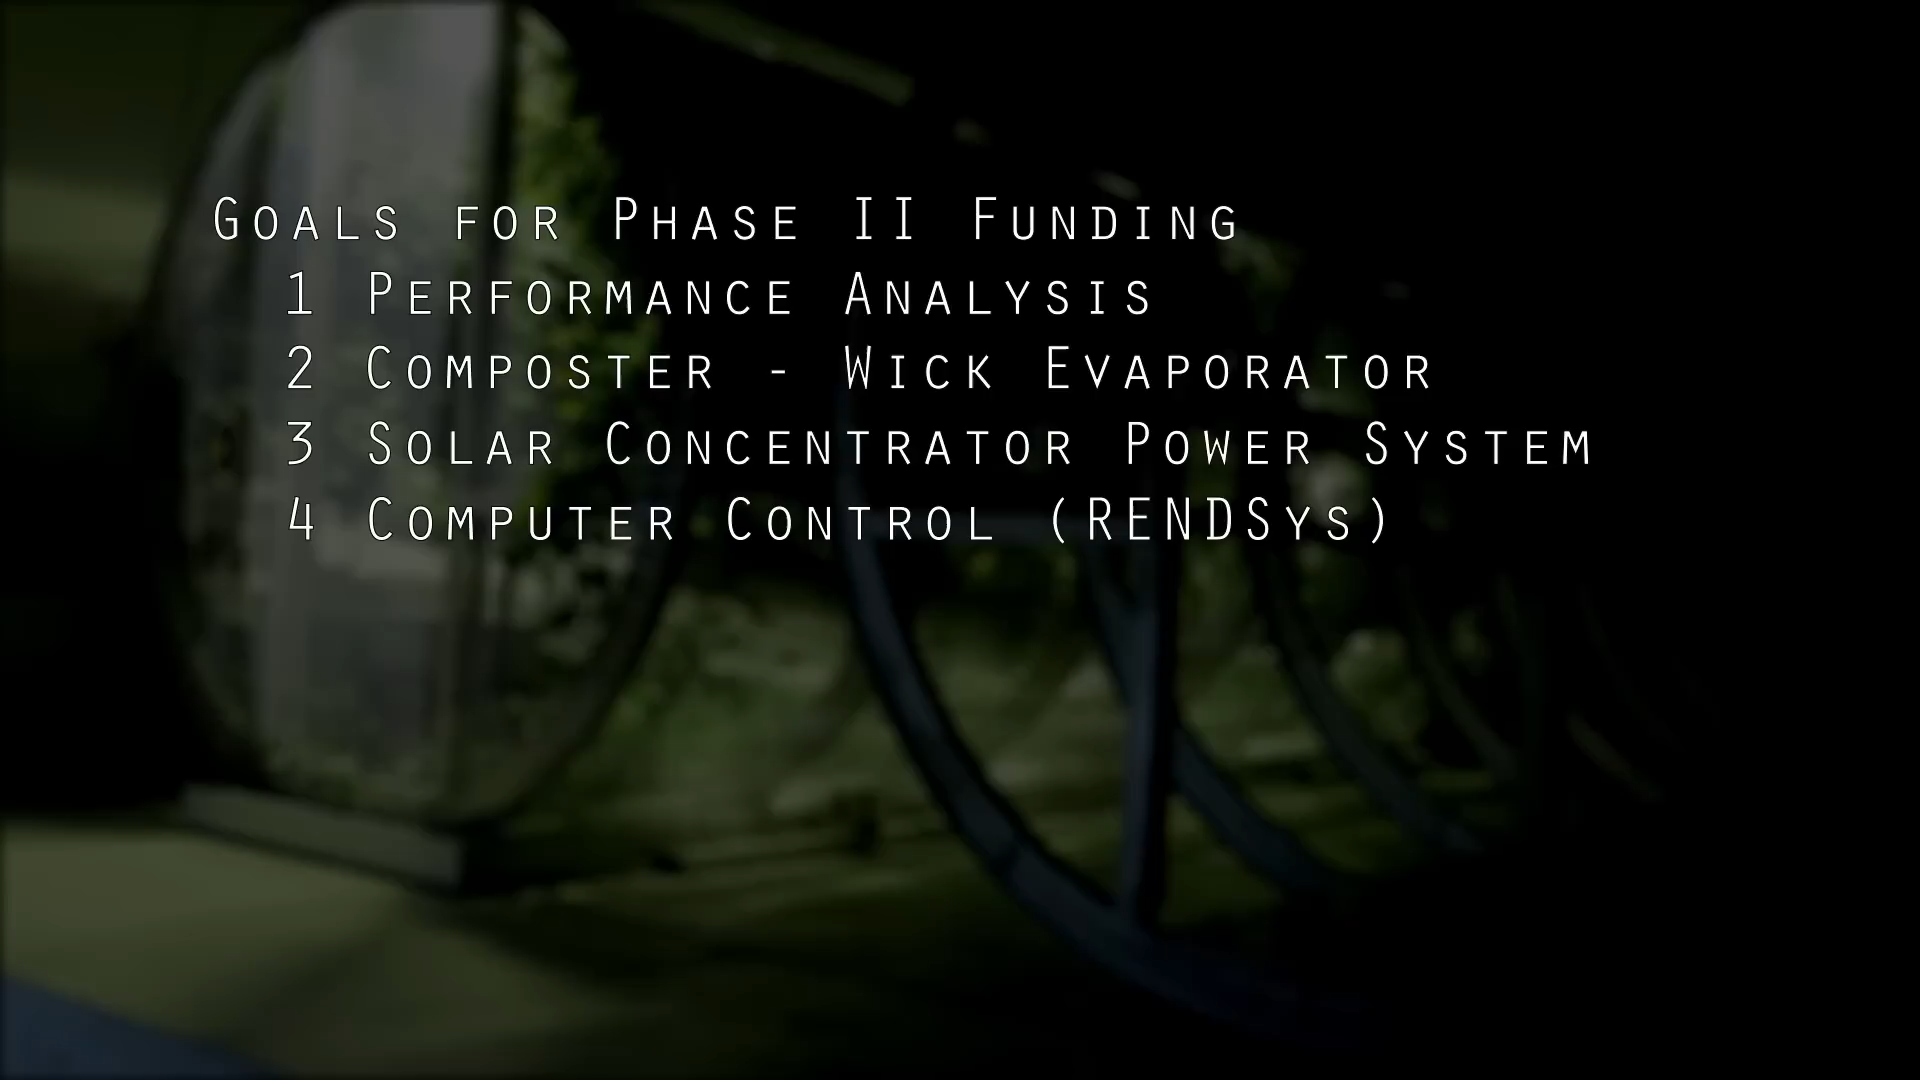 Goals for Phase II Funding
1 Performance Analysis
2 Composter - Wick Evaporator
3 Solar Concentrator Power System
4 Computer Control (RENDSys)